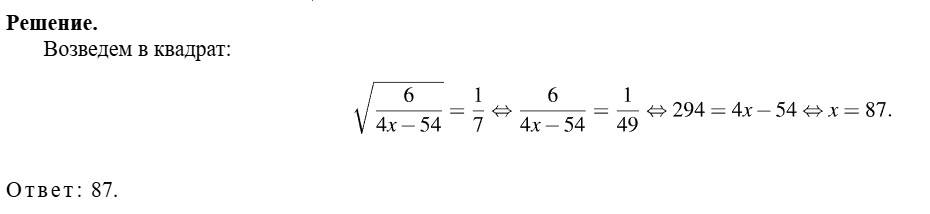 Решение.
Возведем в квадрат:
√(6/(4x − 54)) = 1/7 ⇔ 6/(4x − 54) = 1/49 ⇔ 294 = 4x − 54 ⇔ x = 87.
Ответ: 87.